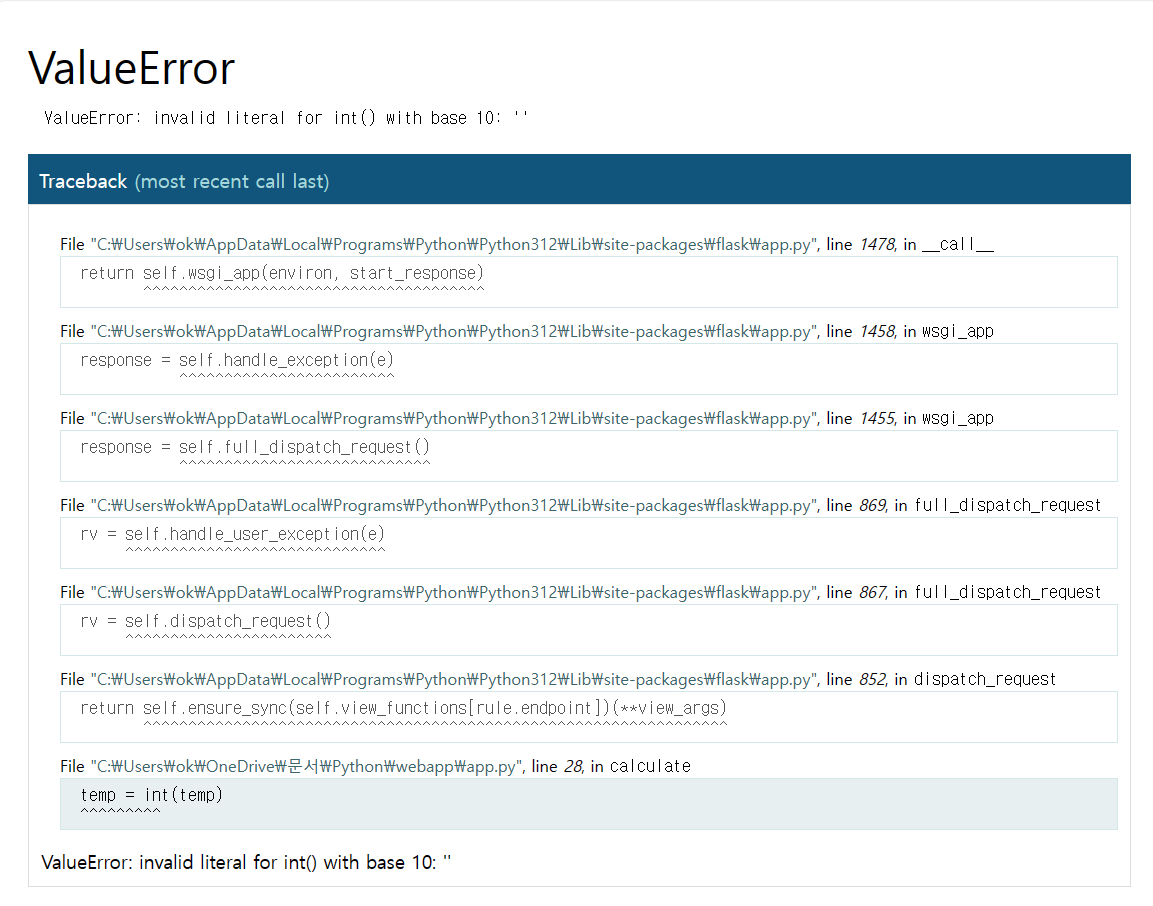 ValueError
ValueError: invalid literal for int() with base 10: ''
Traceback (most recent call last)
File "C:₩Users₩ok₩AppData₩Local₩Programs₩Python₩Python312₩Lib₩site-packages₩flask₩app.py", line 1478, in __call__
return self.wsgi_app(environ, start_response)
^^^^^^^^^^^^^^^^^^^^^^^^^^^^^^^^^^^^^^
File "C:₩Users₩ok₩AppData₩Local₩Programs₩Python₩Python312₩Lib₩site-packages₩flask₩app.py", line 1458, in wsgi_app
response = self.handle_exception(e)
^^^^^^^^^^^^^^^^^^^^^^^^
File "C:₩Users₩ok₩AppData₩Local₩Programs₩Python₩Python312₩Lib₩site-packages₩flask₩app.py", line 1455, in wsgi_app
response = self.full_dispatch_request()
^^^^^^^^^^^^^^^^^^^^^^^^^^^^
File "C:₩Users₩ok₩AppData₩Local₩Programs₩Python₩Python312₩Lib₩site-packages₩flask₩app.py", line 869, in full_dispatch_request
rv = self.handle_user_exception(e)
^^^^^^^^^^^^^^^^^^^^^^^^^^^^^
File "C:₩Users₩ok₩AppData₩Local₩Programs₩Python₩Python312₩Lib₩site-packages₩flask₩app.py", line 867, in full_dispatch_request
rv = self.dispatch_request()
^^^^^^^^^^^^^^^^^^^^^^^
File "C:₩Users₩ok₩AppData₩Local₩Programs₩Python₩Python312₩Lib₩site-packages₩flask₩app.py", line 852, in dispatch_request
return self.ensure_sync(self.view_functions[rule.endpoint])(**view_args)
^^^^^^^^^^^^^^^^^^^^^^^^^^^^^^^^^^^^^^^^^^^^^^^^^^^^^^^^^^^^^^^^^
File "C:₩Users₩ok₩OneDrive₩문서₩Python₩webapp₩app.py", line 28, in calculate
temp = int(temp)
^^^^^^^^^
ValueError: invalid literal for int() with base 10: ''